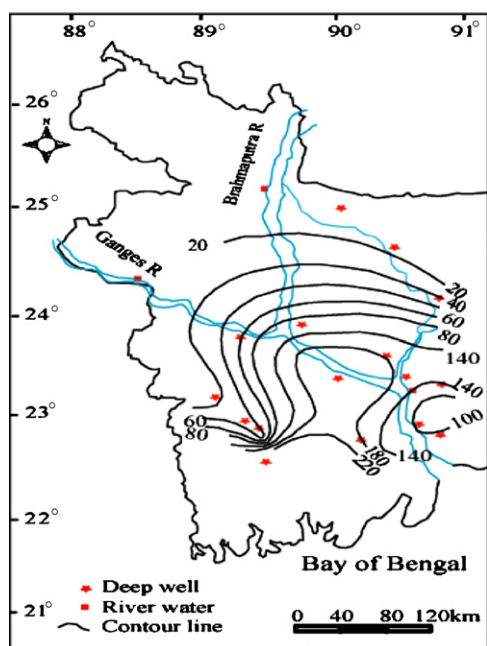 88° 89° 90° 91°
26°
N
Brahmaputra R
25°
Ganges R
20
20
40
24°
60
80
140
23°
60
140
80
100
180
140
220
22°
Bay of Bengal
Deep well
River water
21°
Contour line
0 40 80 120km